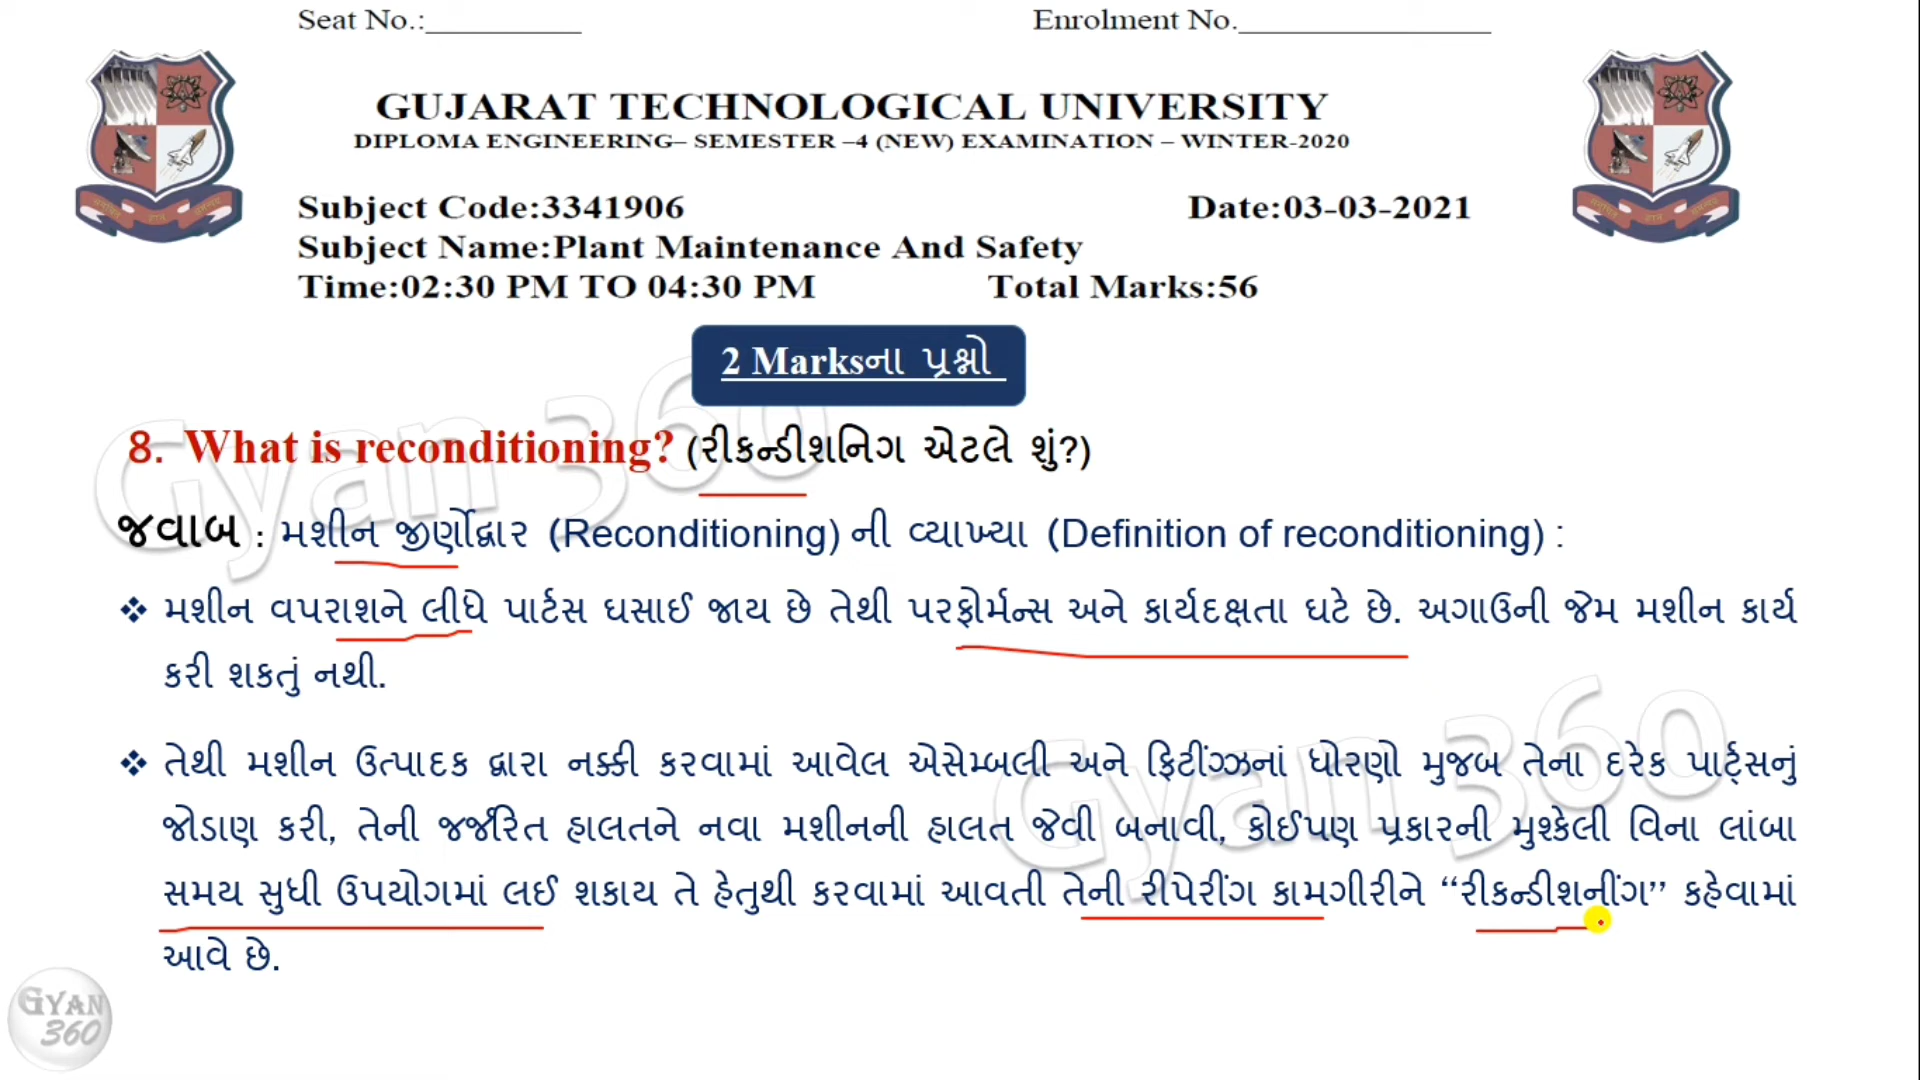 Seat No.:__________ Enrolment No.________________
GUJARAT TECHNOLOGICAL UNIVERSITY
DIPLOMA ENGINEERING– SEMESTER –4 (NEW) EXAMINATION – WINTER-2020
Subject Code:3341906 Date:03-03-2021
Subject Name:Plant Maintenance And Safety
Time:02:30 PM TO 04:30 PM Total Marks:56
2 Marksના પ્રશ્નો
8. What is reconditioning? (રીકન્ડીશનિગ એટલે શું?)
જવાબ : મશીન જીર્ણોદ્વાર (Reconditioning) ની વ્યાખ્યા (Definition of reconditioning) :
❖ મશીન વપરાશને લીધે પાર્ટસ ઘસાઈ જાય છે તેથી પરફોર્મન્સ અને કાર્યદક્ષતા ઘટે છે. અગાઉની જેમ મશીન કાર્ય
કરી શકતું નથી.
❖ તેથી મશીન ઉત્પાદક દ્વારા નક્કી કરવામાં આવેલ એસેમ્બલી અને ફિટીંગ્ઝનાં ધોરણો મુજબ તેના દરેક પાર્ટ્સનું
જોડાણ કરી, તેની જર્જરિત હાલતને નવા મશીનની હાલત જેવી બનાવી, કોઈપણ પ્રકારની મુશ્કેલી વિના લાંબા
સમય સુધી ઉપયોગમાં લઈ શકાય તે હેતુથી કરવામાં આવતી તેની રીપેરીંગ કામગીરીને “રીકન્ડીશનીંગ” કહેવામાં
આવે છે.
Gyan 360
Gyan 360
GYAN
360